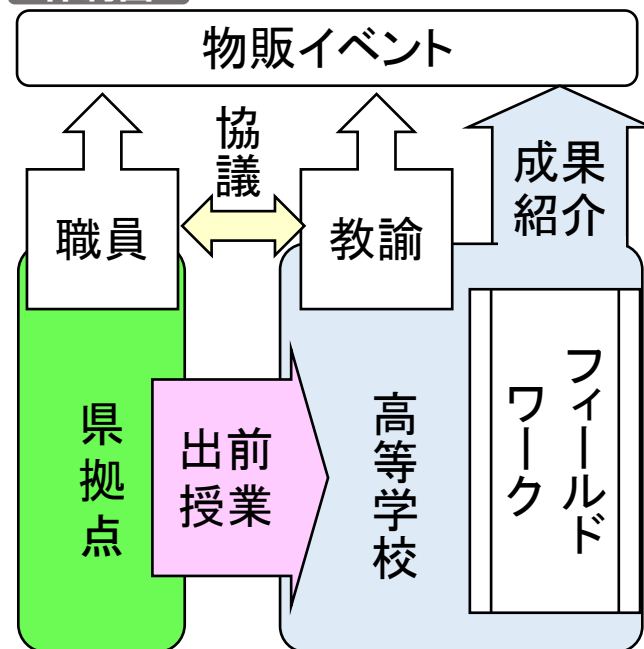 物販イベント
協議
職員
教諭
成果
紹介
県拠点
出前
授業
高等学校
フィールド
ワーク